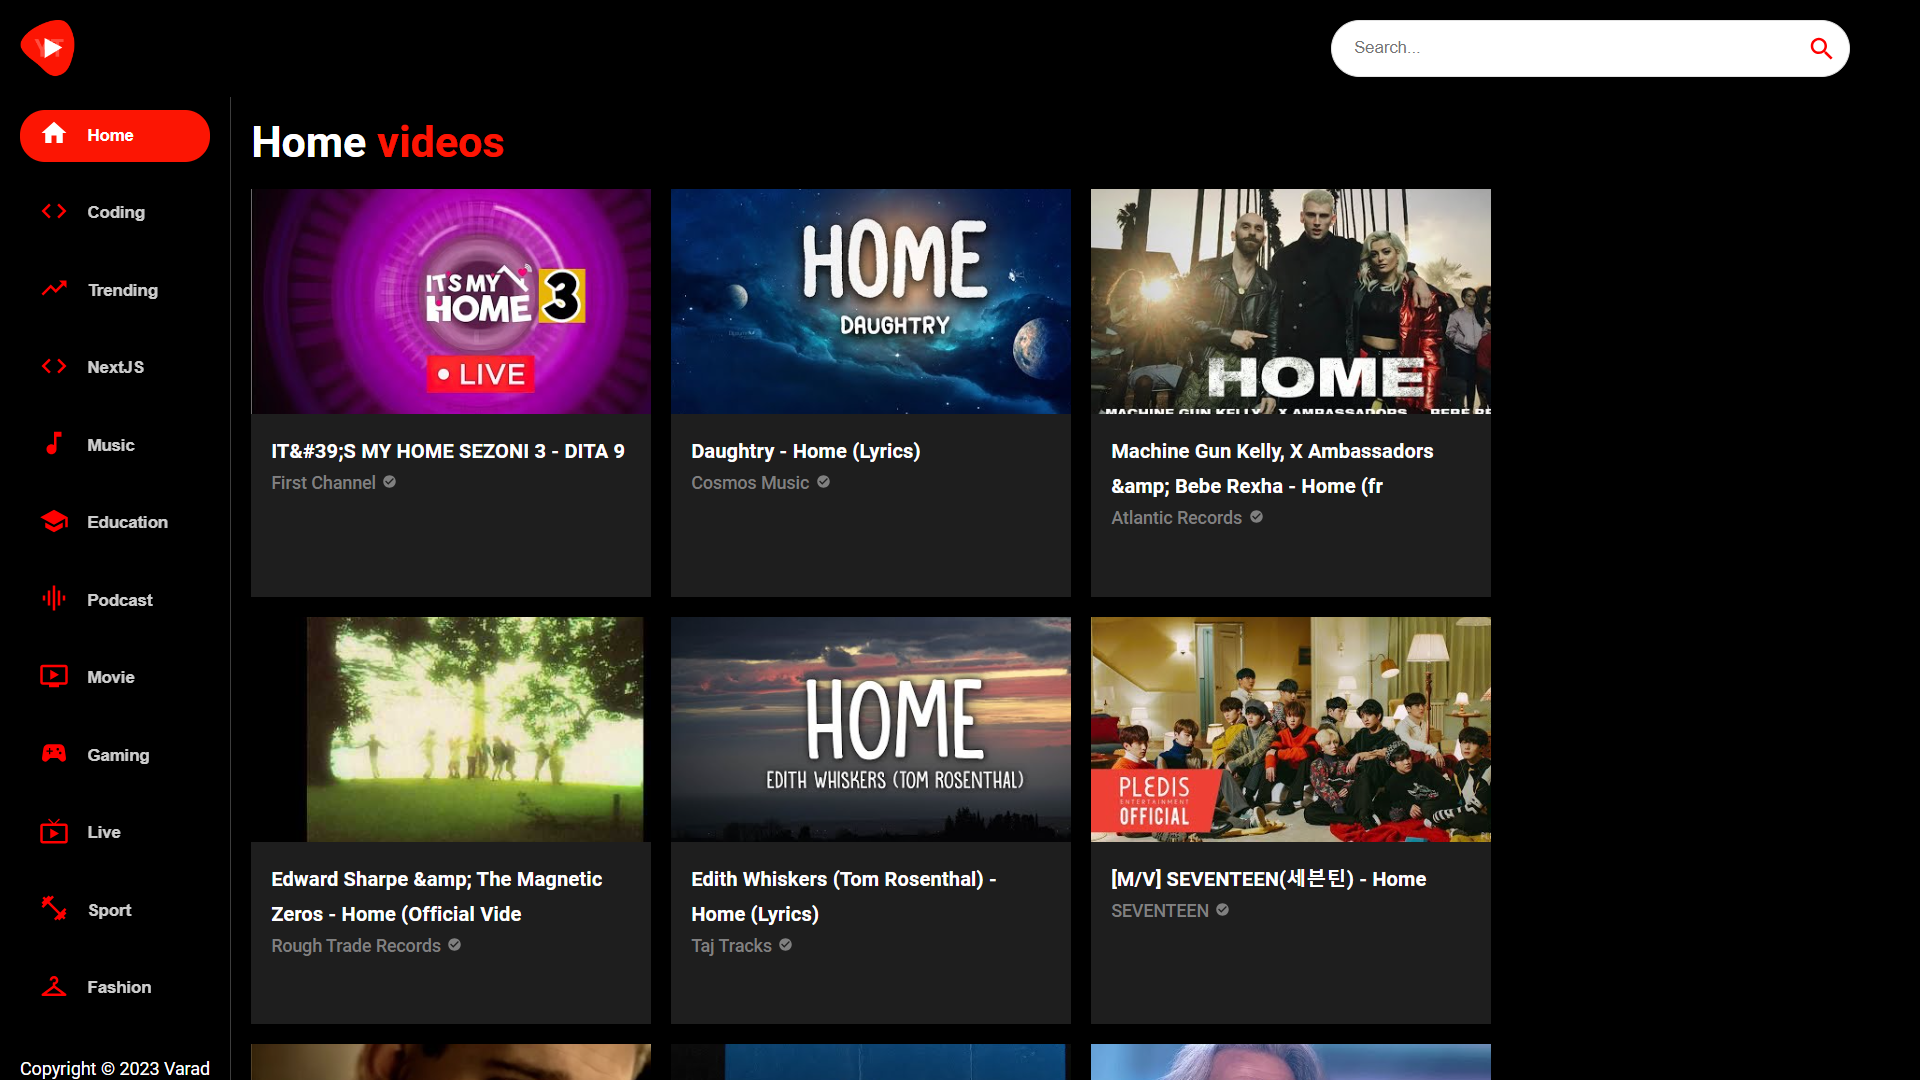 YT
Search...
Home
Coding
Trending
NextJS
Music
Education
Podcast
Movie
Gaming
Live
Sport
Fashion
Copyright © 2023 Varad
Home videos
IT'S MY
HOME 3
LIVE
IT&#39;S MY HOME SEZONI 3 - DITA 9
First Channel
HOME
DAUGHTRY
Daughtry - Home (Lyrics)
Cosmos Music
HOME
MACHINE GUN KELLY X AMBASSADORS
Machine Gun Kelly, X Ambassadors
&amp; Bebe Rexha - Home (fr
Atlantic Records
Edward Sharpe &amp; The Magnetic
Zeros - Home (Official Vide
Rough Trade Records
HOME
EDITH WHISKERS (TOM ROSENTHAL)
Edith Whiskers (Tom Rosenthal) -
Home (Lyrics)
Taj Tracks
PLEDIS
ENTERTAINMENT
OFFICIAL
[M/V] SEVENTEEN(세븐틴) - Home
SEVENTEEN